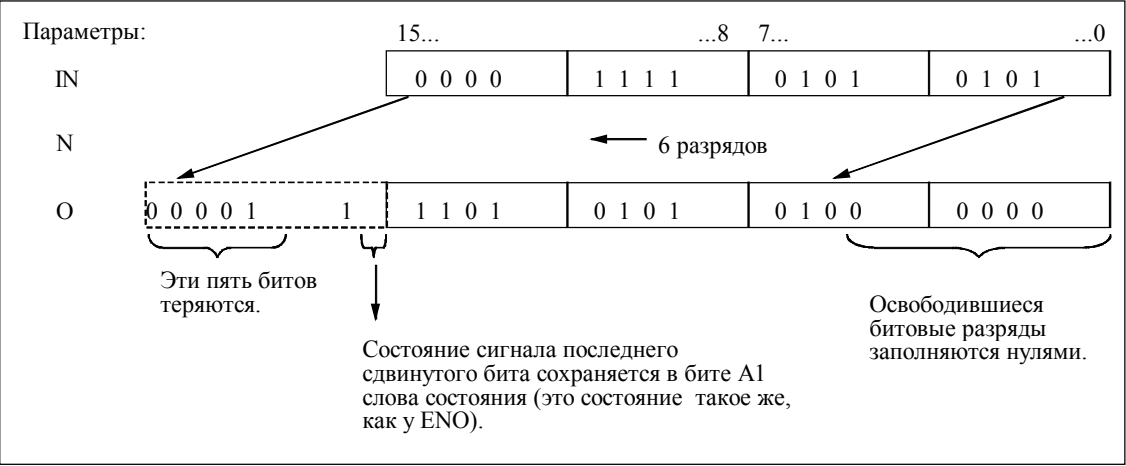 Параметры:
15... ...8 7... ...0
IN 0 0 0 0 1 1 1 1 0 1 0 1 0 1 0 1
N 6 разрядов
O 0 0 0 0 1 1 1 1 0 1 0 1 0 1 0 1 0 0 0 0 0 0
Эти пять битов
теряются.
Освободившиеся
битовые разряды
заполняются нулями.
Состояние сигнала последнего
сдвинутого бита сохраняется в бите A1
слова состояния (это состояние такое же,
как у ENO).